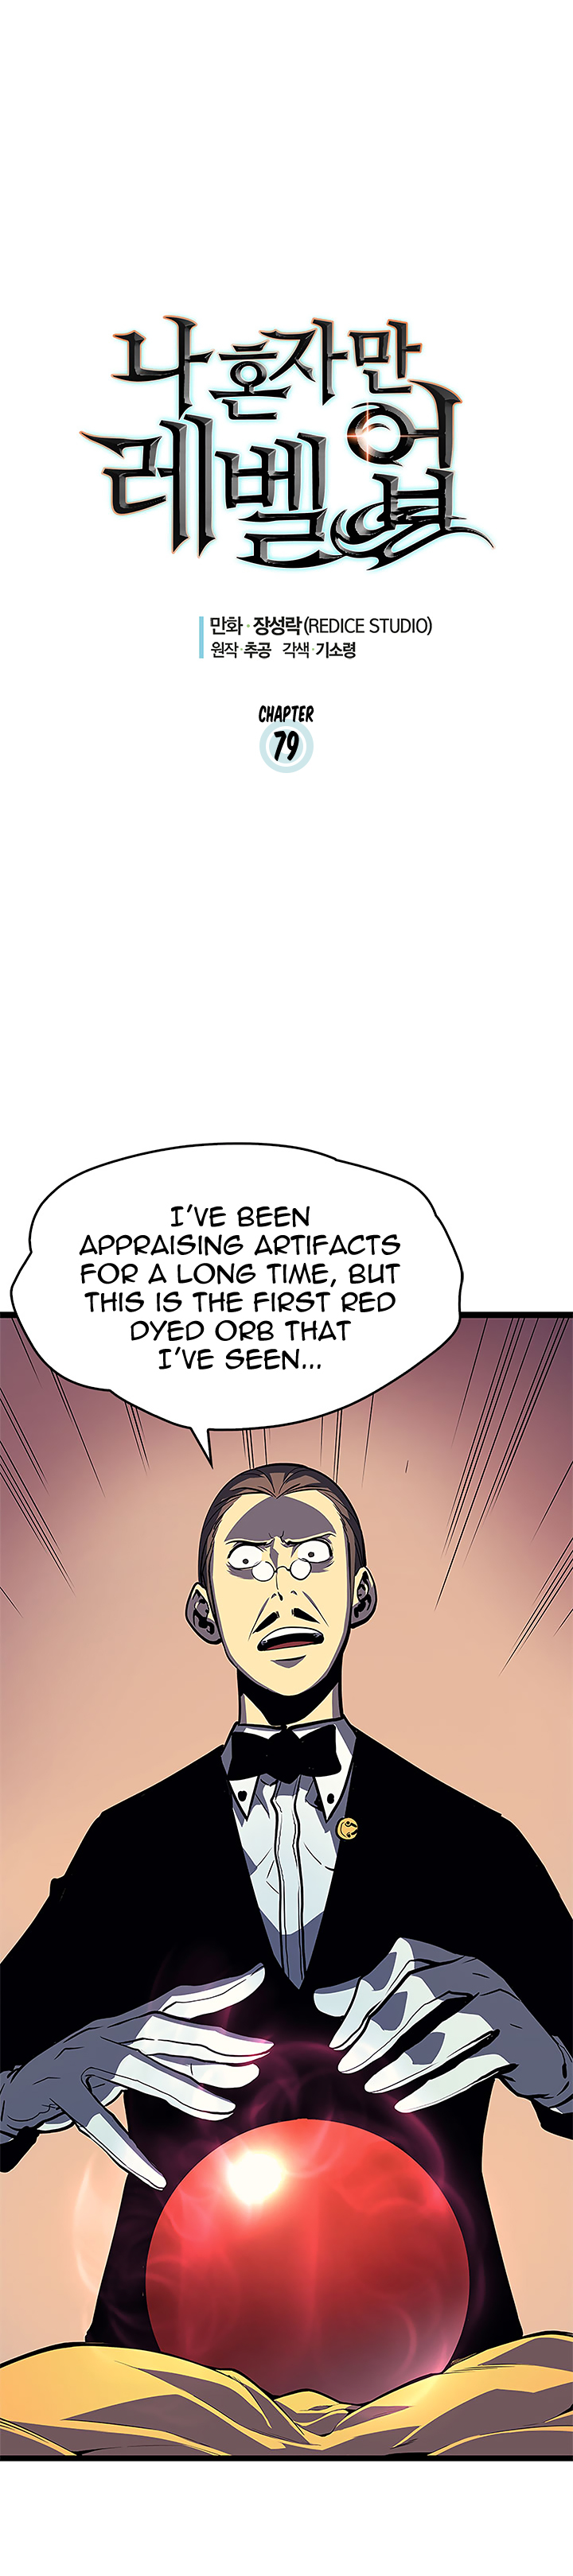 나 혼자만
레벨업
만화·장성락(REDICE STUDIO)
원작·추공 각색·기소령
CHAPTER
79
I'VE BEEN
APPRAISING ARTIFACTS
FOR A LONG TIME, BUT
THIS IS THE FIRST RED
DYED ORB THAT
I'VE SEEN...